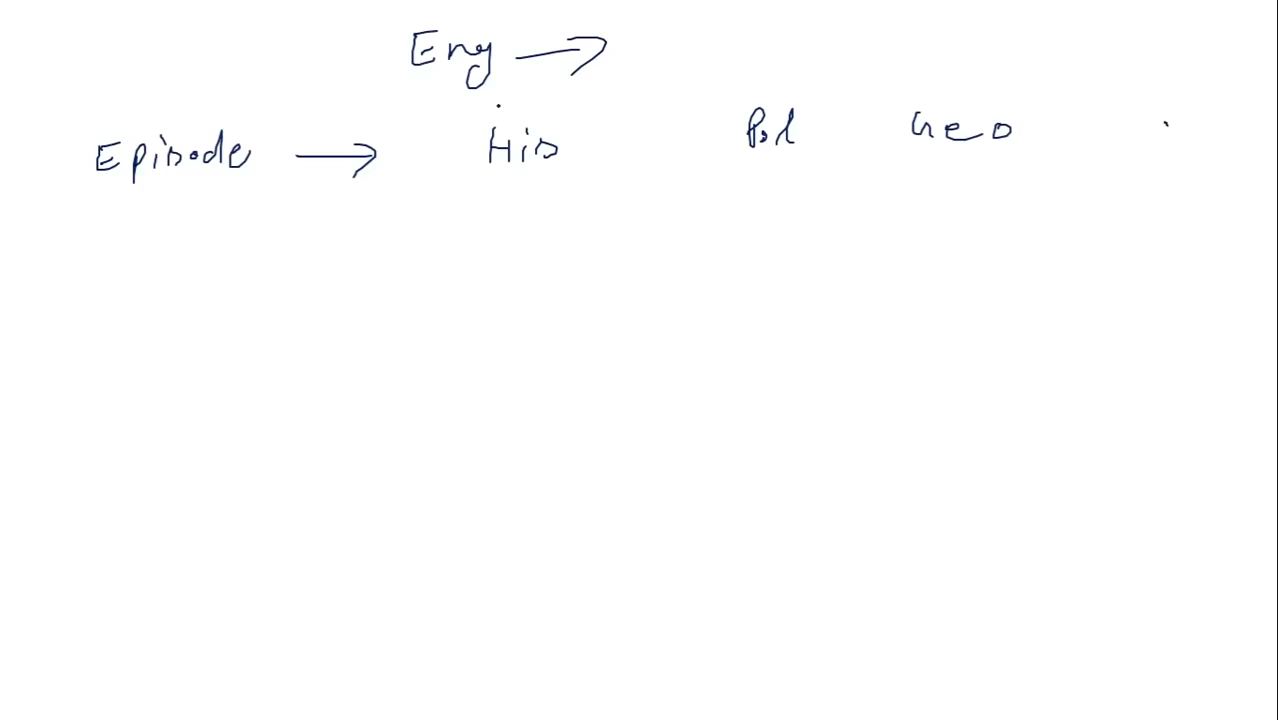 Eng →
Episode → His Pol Geo